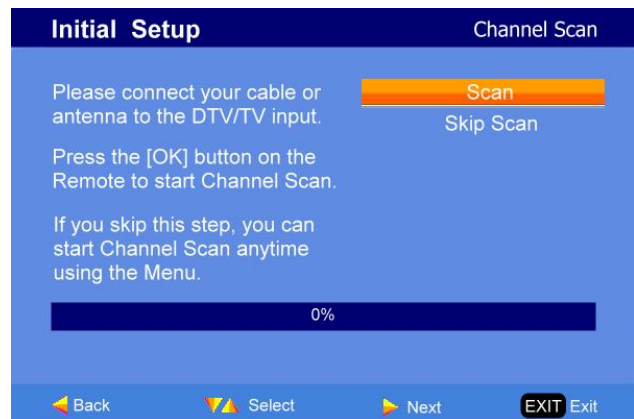 Initial Setup
Channel Scan
Please connect your cable or
antenna to the DTV/TV input.
Press the [OK] button on the
Remote to start Channel Scan.
If you skip this step, you can
start Channel Scan anytime
using the Menu.
Scan
Skip Scan
0%
Back Select Next EXIT Exit